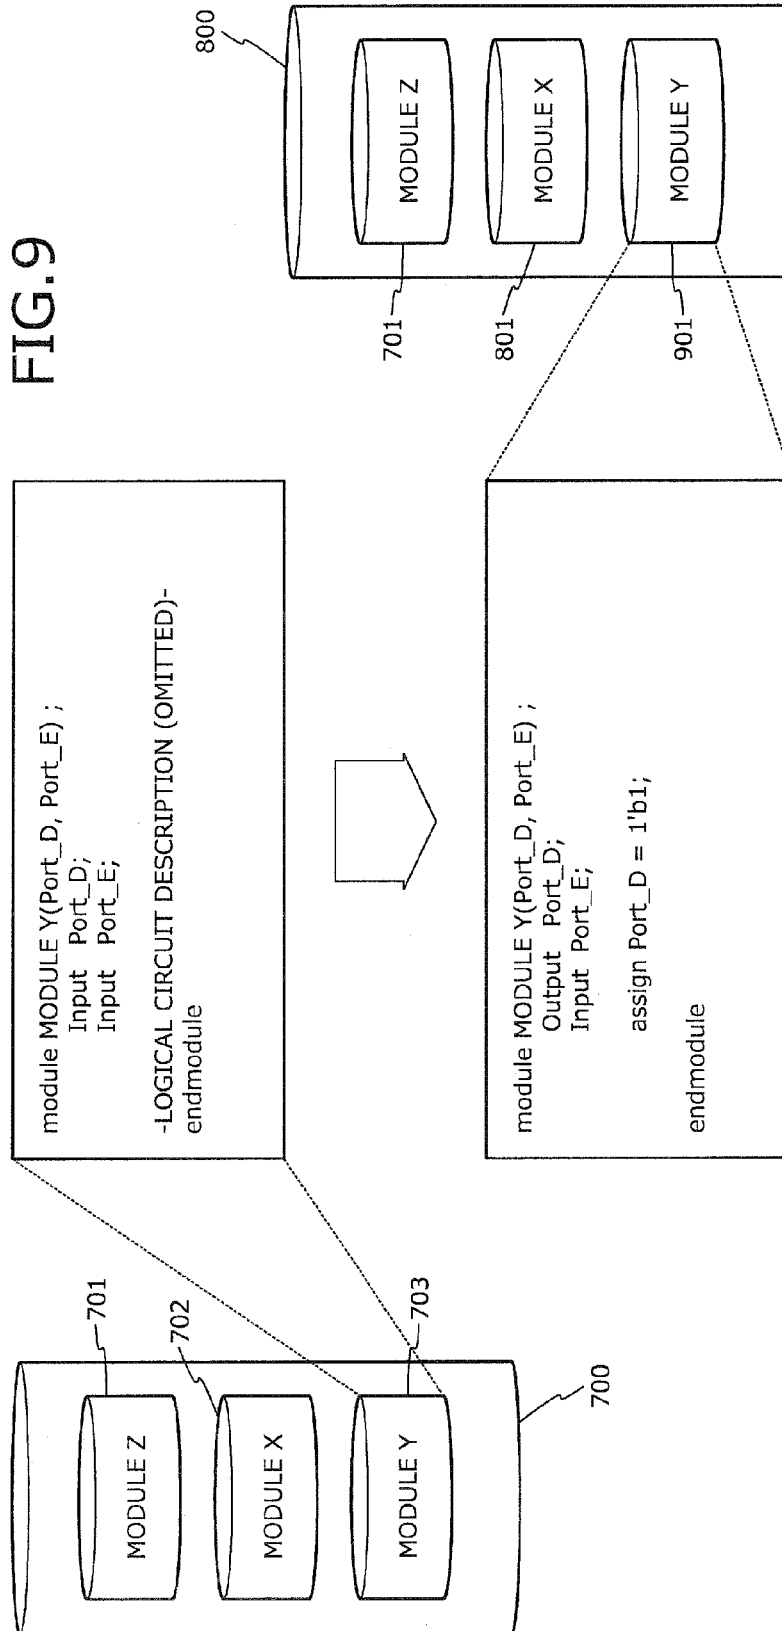 FIG.9
700
MODULE Z
701
MODULE X
702
MODULE Y
703
module MODULE Y(Port_D, Port_E) ;
Input Port_D;
Input Port_E;
-LOGICAL CIRCUIT DESCRIPTION (OMITTED)-
endmodule
module MODULE Y(Port_D, Port_E) ;
Output Port_D;
Input Port_E;
assign Port_D = 1'b1;
endmodule
800
MODULE Z
701
MODULE X
801
MODULE Y
901